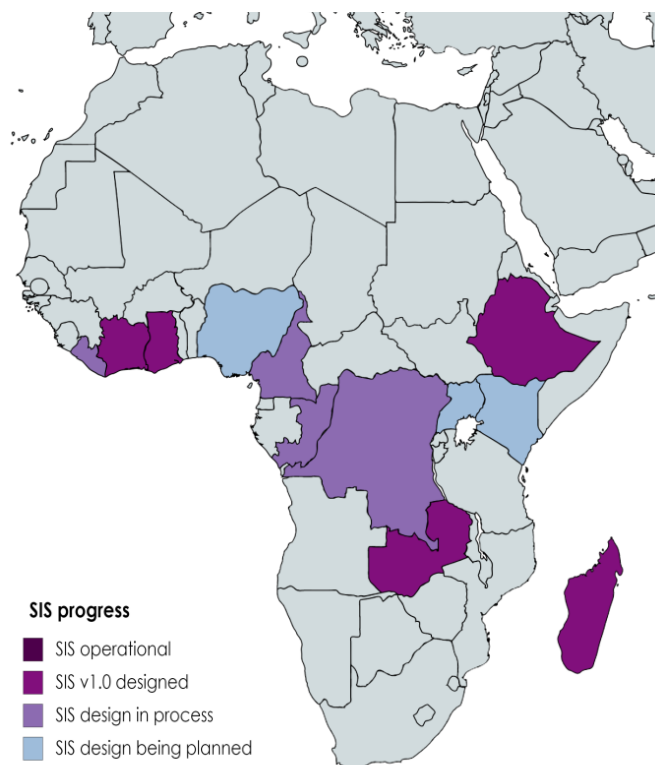 SIS progress
SIS operational
SIS v1.0 designed
SIS design in process
SIS design being planned